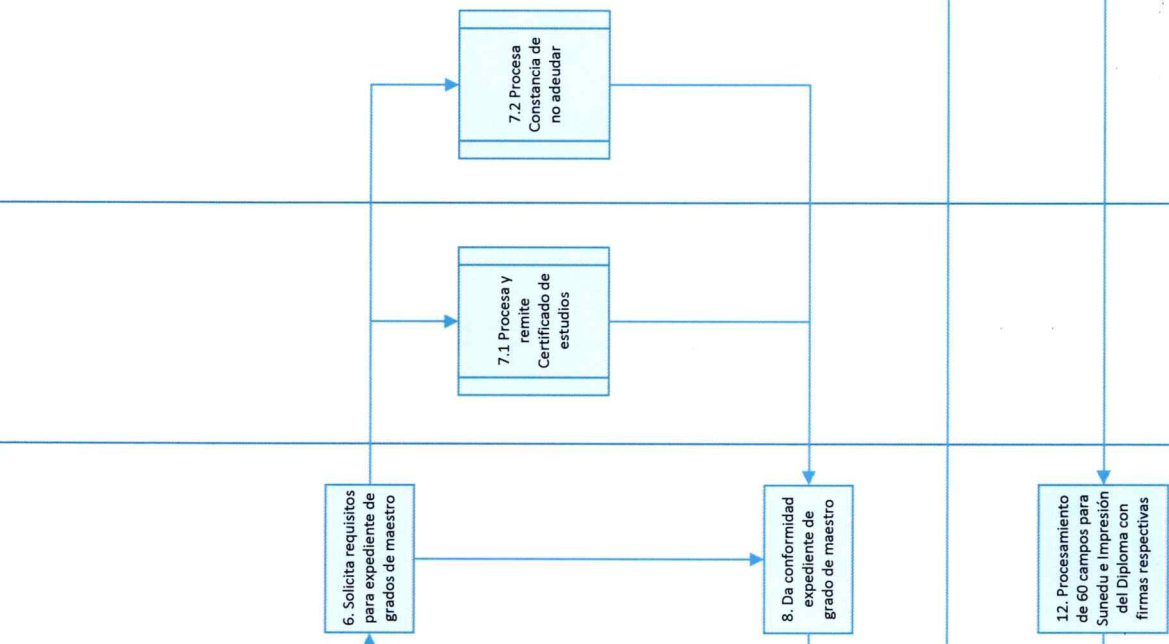 6. Solicita requisitos
para expediente de
grados de maestro
7.1 Procesa y
remite
Certificado de
estudios
7.2 Procesa
Constancia de
no adeudar
8. Da conformidad
expediente de
grado de maestro
12. Procesamiento
de 60 campos para
Sunedu e Impresión
del Diploma con
firmas respectivas